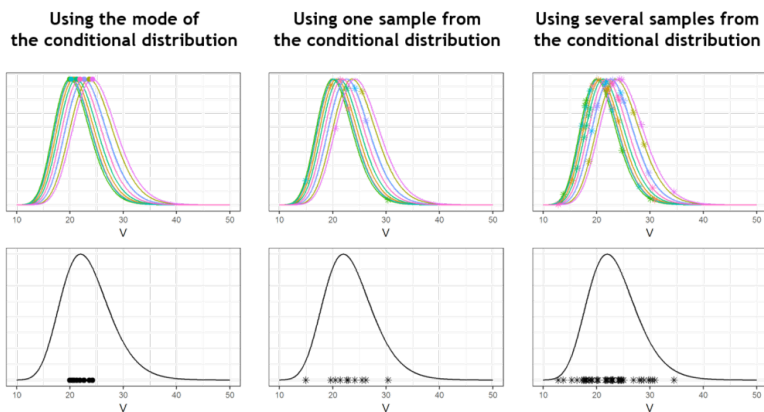 Using the mode of
the conditional distribution
Using one sample from
the conditional distribution
Using several samples from
the conditional distribution
10 20 30 40 50
V
10 20 30 40 50
V
10 20 30 40 50
V
10 20 30 40 50
V
10 20 30 40 50
V
10 20 30 40 50
V